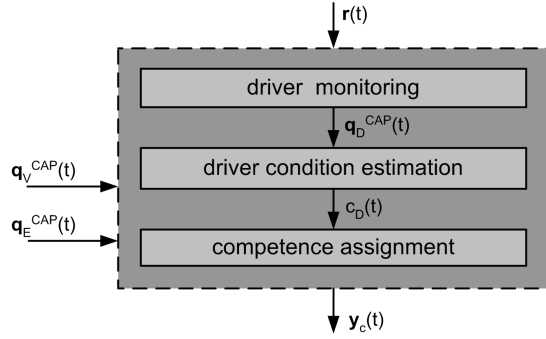 r(t)
driver monitoring
q_D^CAP(t)
q_V^CAP(t)
driver condition estimation
c_D(t)
q_E^CAP(t)
competence assignment
y_c(t)